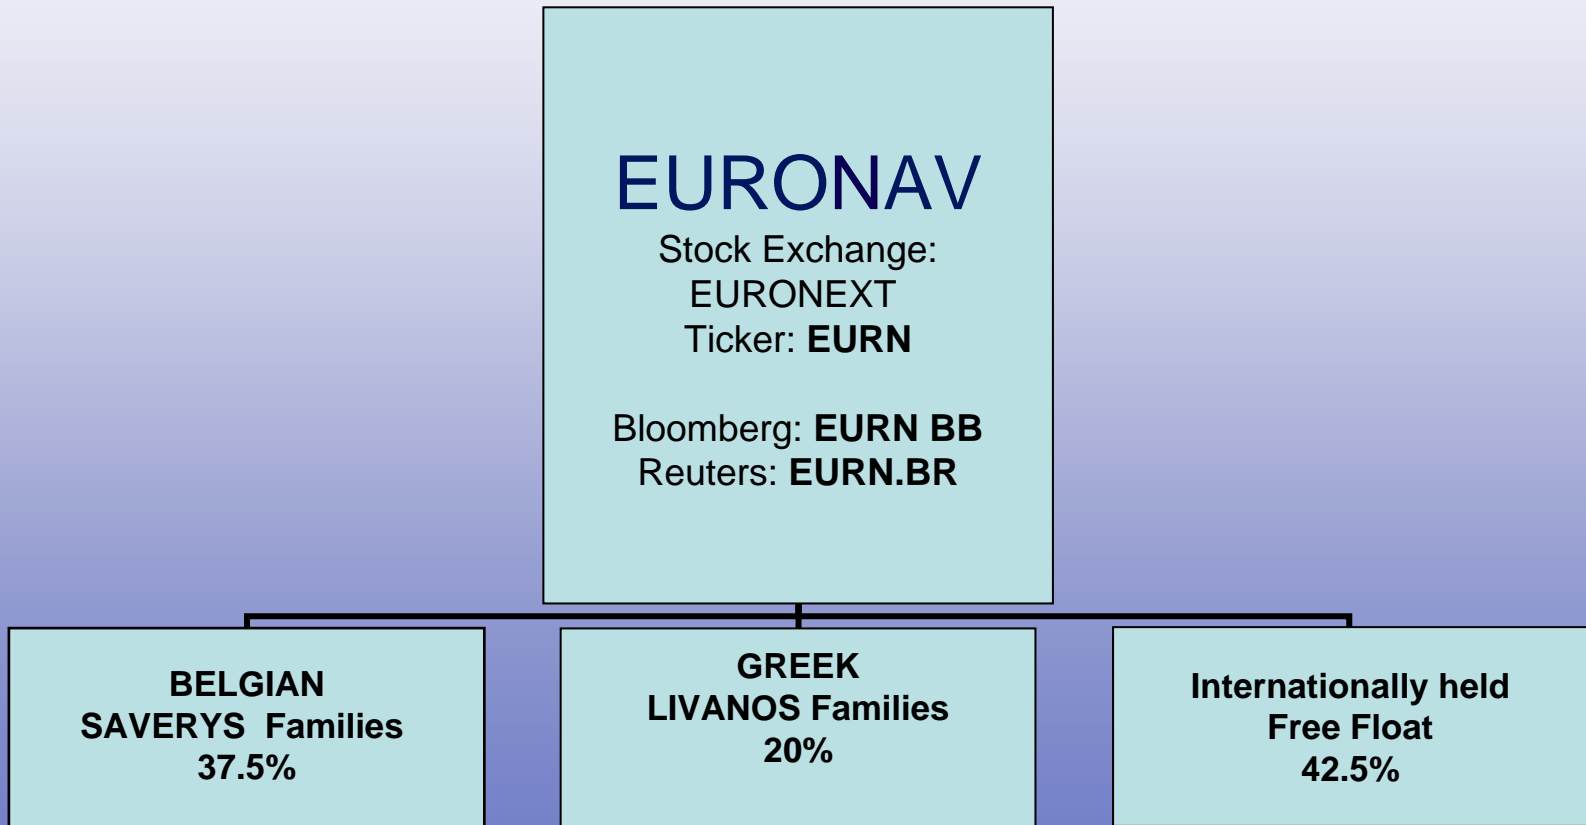 EURONAV
Stock Exchange:
EURONEXT
Ticker: EURN
Bloomberg: EURN BB
Reuters: EURN.BR
BELGIAN
SAVERYS Families
37.5%
GREEK
LIVANOS Families
20%
Internationally held
Free Float
42.5%